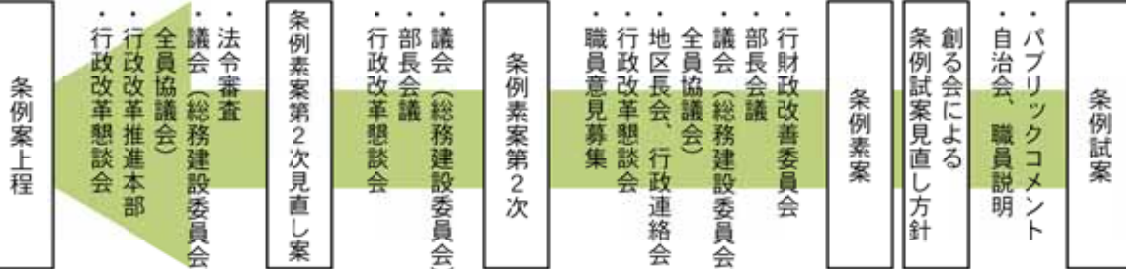 条例試案
・パブリックコメント
・自治会、職員説明
創る会による
条例試案見直し方針
条例素案
・行財政改善委員会
・部長会議
・議会（総務建設委員会
全員協議会）
・地区長会、行政連絡会
・行政改革懇談会
・職員意見募集
条例素案第２次
・議会（総務建設委員会）
・部長会議
・行政改革懇談会
条例素案第２次見直し案
・法令審査
・議会（総務建設委員会
全員協議会）
・行政改革推進本部
・行政改革懇談会
条例案上程